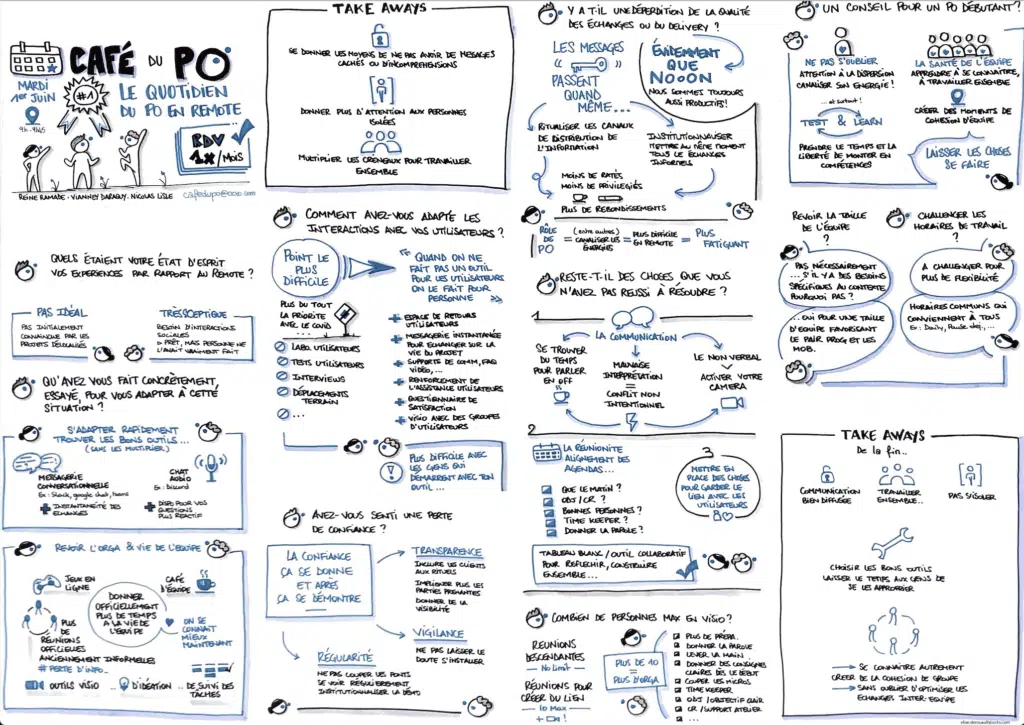 CAFÉ DU PO
MARDI
1ER JUIN
9H - 9H45
#1
LE QUOTIDIEN
DU PO EN REMOTE
RDV
1X/MOIS
REINE RAMADE - VIANNEY DARAGUY - NICOLAS LISLE
QUELS ÉTAIENT VOTRE ÉTAT D'ESPRIT
VOS EXPERIENCES PAR RAPPORT AU REMOTE ?
PAS IDÉAL
PAS INITIALEMENT
CONVAINCUE PAR LES
PROJETS DÉLOCALISÉS
TRÈS SCEPTIQUE
BESOIN D'INTERACTIONS
SOCIALES
PRÊT, MAIS PERSONNE NE
L'AVAIT VRAIMENT FAIT
QU'AVEZ VOUS FAIT CONCRÈTEMENT,
ESSAYÉ, POUR VOUS ADAPTER À CETTE
SITUATION ?
S'ADAPTER RAPIDEMENT
TROUVER LES BONS OUTILS...
(SANS LES MULTIPLIER)
MESSAGERIE
CONVERSATIONNELLE
Ex : Slack, google chat, teams
+ INSTANTANEITÉ DES
ÉCHANGES
CHAT
AUDIO
Ex : Discord
+ DISPO POUR VOS
QUESTIONS
PLUS RÉACTIF
REVOIR L'ORGA & VIE DE L'ÉQUIPE
JEUX EN
LIGNE
CAFÉ
D'ÉQUIPE
DONNER
OFFICIELLEMENT
PLUS DE TEMPS
A LA VIE DE
L'ÉQUIPE
PLUS
DE
RÉUNIONS
OFFICIELLES
ANCIENNEMENT INFORMELLES
≠ PERTE D'INFO...
ON SE
CONNAIT
MIEUX
MAINTENANT
OUTILS VISIO ... D'IDÉATION ... DE SUIVI DES
TÂCHES
TAKE AWAYS
SE DONNER LES MOYENS DE NE PAS AVOIR DE MESSAGES
CACHÉS OU D'INCOMPRÉHENSIONS
DONNER PLUS D'ATTENTION AUX PERSONNES
ISOLÉES
MULTIPLIER LES CRÉNEAUX POUR TRAVAILLER
ENSEMBLE
COMMENT AVEZ-VOUS ADAPTÉ LES
INTERACTIONS AVEC VOS UTILISATEURS ?
POINT LE
PLUS
DIFFICILE
" QUAND ON NE
FAIT PAS UN OUTIL
POUR LES UTILISATEURS
ON LE FAIT POUR
PERSONNE "
PLUS DU TOUT
LA PRIORITÉ
AVEC LE COVID
...
LABO. UTILISATEURS
TESTS UTILISATEURS
INTERVIEWS
DÉPLACEMENTS
TERRAIN
...
+ ESPACE DE RETOURS
UTILISATEURS
+ MESSAGERIE INSTANTANÉE
POUR ECHANGER SUR LA
VIE DU PROJET
+ SUPPORTS DE COMM, FAQ
VIDÉO, ...
+ RENFORCEMENT DE
L'ASSISTANCE UTILISATEURS
+ QUESTIONNAIRE DE
SATISFACTION
+ VISIO AVEC DES GROUPES
D'UTILISATEURS
PLUS DIFFICILE AVEC
LES GENS QUI
DÉMARRENT AVEC TON
OUTIL ...
AVEZ-VOUS SENTI UNE PERTE
DE CONFIANCE ?
LA CONFIANCE
ÇA SE DONNE
ET APRÈS
ÇA SE DÉMONTRE
TRANSPARENCE
INCLURE LES CLIENTS
AUX RITUELS
IMPLIQUER PLUS LES
PARTIES PRENANTES
DONNER DE LA
VISIBILITÉ
VIGILANCE
NE PAS LAISSER LE
DOUTE S'INSTALLER
RÉGULARITÉ
NE PAS COUPER LES PONTS
SE VOIR RÉGULIÈREMENT
INSTITUTIONNALISER LA DÉMO
Y A T-IL UNE DÉPERDITION DE LA QUALITÉ
DES ÉCHANGES OU DU DELIVERY ?
LES MESSAGES
PASSENT
QUAND
MÊME...
ÉVIDEMMENT
QUE
NOOON
NOUS SOMMES TOUJOURS
AUSSI PRODUCTIFS !
RITUALISER LES CANAUX
DE DISTRIBUTION DE
L'INFORMATION
INSTITUTIONNALISER
METTRE AU MÊME MOMENT
TOUS LES ÉCHANGES
INFORMELS
MOINS DE RATÉS
MOINS DE PRIVILÉGIÉS
PLUS DE REBONDISSEMENTS
RÔLE
DE
PO
= (entre autres)
CANALISER LES
ÉNERGIES
= PLUS DIFFICILE
EN REMOTE
= PLUS
FATIGUANT
RESTE-T-IL DES CHOSES QUE VOUS
N'AVEZ PAS RÉUSSI À RÉSOUDRE ?
1
LA COMMUNICATION
SE TROUVER
DU TEMPS
POUR PARLER
EN OFF
MAUVAISE
INTERPRÉTATION
=
CONFLIT NON
INTENTIONNEL
LE NON VERBAL
ACTIVER VOTRE
CAMERA
2
LA RÉUNIONITE
ALIGNEMENT DES
AGENDAS...
QUE LE MATIN ?
OBJ / CR ?
BONNES PERSONNES ?
TIME KEEPER ?
DONNER LA PAROLE ?
3
METTRE EN
PLACE DES CHOSES
POUR GARDER LE
LIEN AVEC LES
UTILISATEURS
TABLEAU BLANC / OUTIL COLLABORATIF
POUR RÉFLÉCHIR, CONSTRUIRE
ENSEMBLE...
COMBIEN DE PERSONNES MAX EN VISIO ?
REUNIONS
DESCENDANTES
No limit
RÉUNIONS POUR
CRÉER DU LIEN
10 Max
+ !
PLUS DE 10
PLUS D'ORGA
PLUS DE PRÉPA.
DONNER LA PAROLE
LEVER LA MAIN
DONNER DES CONSIGNES
CLAIRES DÈS LE DÉBUT
COUPER LES MICROS
TIME KEEPER
OBJ / OBJECTIF CLAIR
CR / SUPPORT ATELIER
...
UN CONSEIL POUR UN PO DÉBUTANT ?
NE PAS S'OUBLIER
ATTENTION À LA DISPERSION
CANALISER SON ÉNERGIE !
... et surtout !
TEST & LEARN
PRENDRE LE TEMPS ET LA
LIBERTÉ DE MONTER EN
COMPÉTENCES
LA SANTÉ DE L'ÉQUIPE
APPRENDRE À SE CONNAÎTRE,
À TRAVAILLER ENSEMBLE
CRÉER DES MOMENTS DE
COHÉSION D'ÉQUIPE
LAISSER LES CHOSES
SE FAIRE
REVOIR LA TAILLE
DE L'ÉQUIPE
?
PAS NÉCESSAIREMENT
... S'IL Y A DES BESOINS
SPÉCIFIQUES AU CONTEXTE
POURQUOI PAS ?
... OUI POUR UNE TAILLE
D'ÉQUIPE FAVORISANT
LE PAIR PROG ET LES
MOB.
CHALLENGER LES
HORAIRES DE TRAVAIL
?
A CHALLENGER POUR
PLUS DE FLEXIBILITÉ
HORAIRES COMMUNS QUI
CONVIENNENT À TOUS
Ex : Daily, Pause dej, ...
TAKE AWAYS
De la fin...
COMMUNICATION
BIEN DIFFUSÉE
TRAVAILLER
ENSEMBLE...
PAS S'ISOLER
CHOISIR LES BONS OUTILS
LAISSER LE TEMPS AUX GENS DE
SE LES APPROPRIER
SE CONNAITRE AUTREMENT
CREER DE LA COHESION DE GROUPE
SANS OUBLIER D'OPTIMISER LES
ÉCHANGES INTER-ÉQUIPE